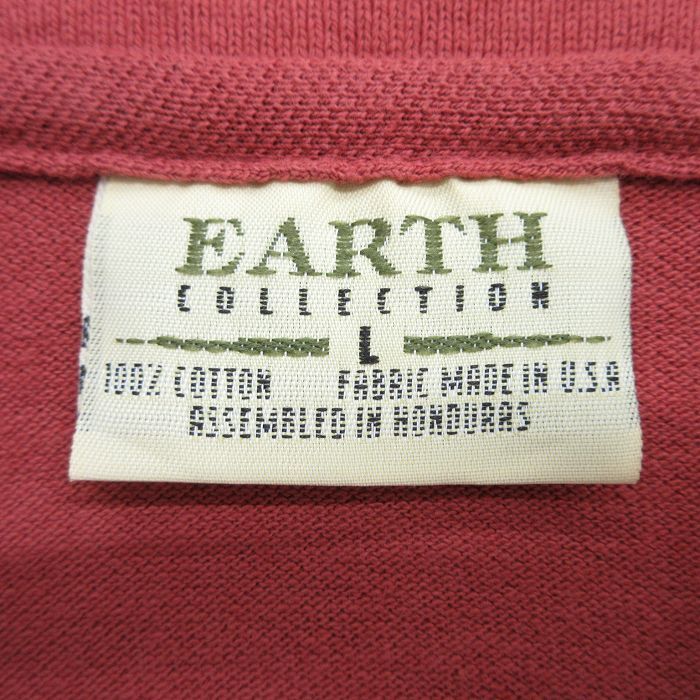 EARTH
COLLECTION
L
100% COTTON FABRIC MADE IN U.S.A
ASSEMBLED IN HONDURAS